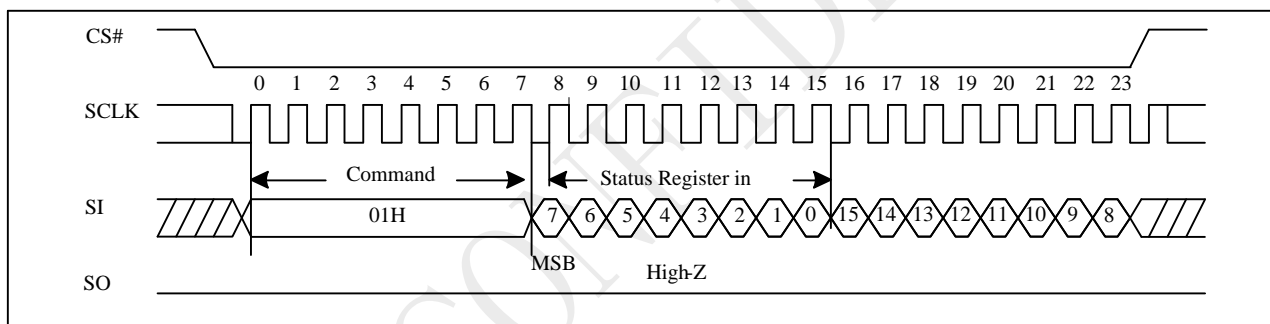 CS#
0 1 2 3 4 5 6 7 8 9 10 11 12 13 14 15 16 17 18 19 20 21 22 23
SCLK
Command Status Register in
SI 01H 7 6 5 4 3 2 1 0 15 14 13 12 11 10 9 8
MSB High-Z
SO